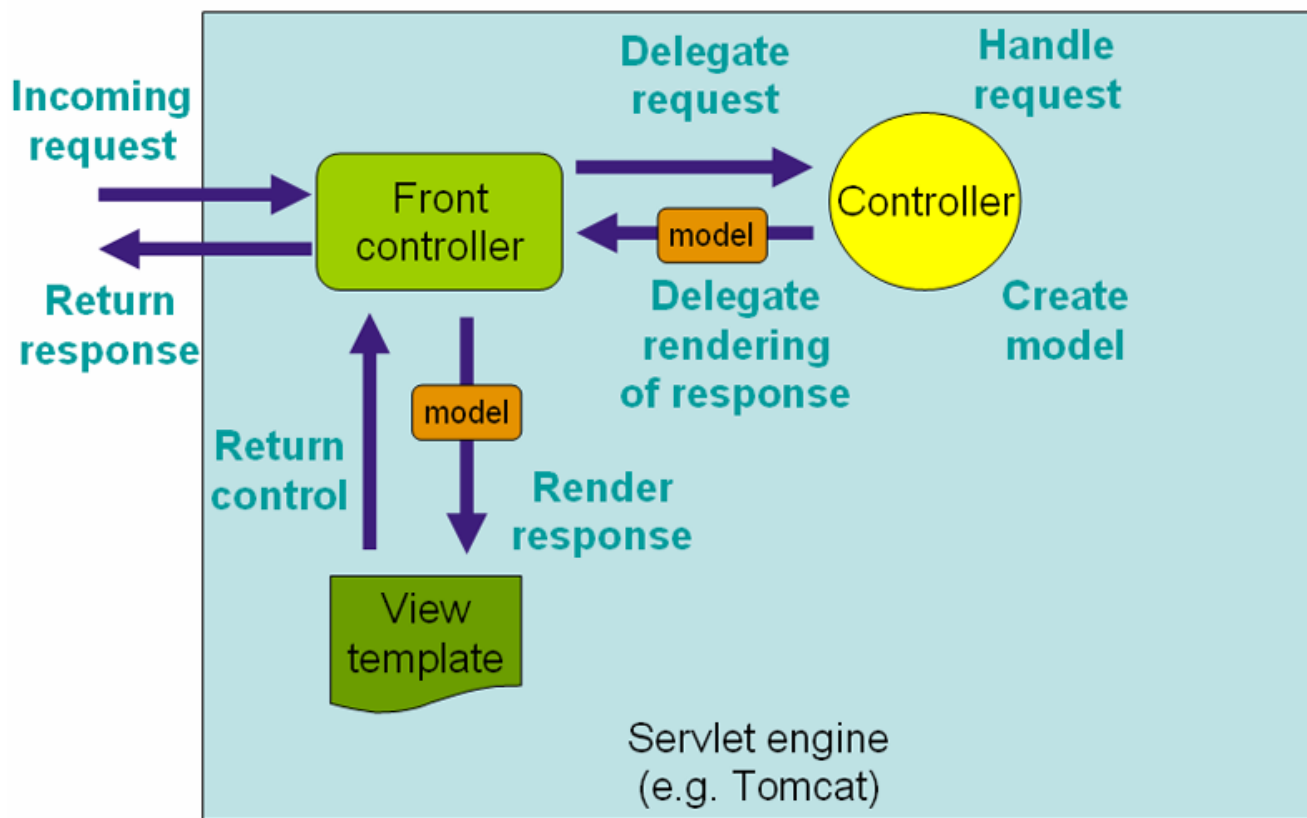 Incoming
request
Return
response
Front
controller
Delegate
request
Handle
request
Controller
model
Delegate
rendering
of response
Create
model
model
Return
control
Render
response
View
template
Servlet engine
(e.g. Tomcat)